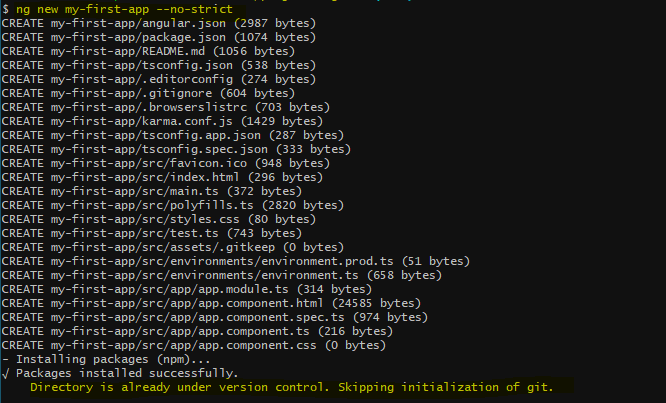 $ ng new my-first-app --no-strict
CREATE my-first-app/angular.json (2987 bytes)
CREATE my-first-app/package.json (1074 bytes)
CREATE my-first-app/README.md (1056 bytes)
CREATE my-first-app/tsconfig.json (538 bytes)
CREATE my-first-app/.editorconfig (274 bytes)
CREATE my-first-app/.gitignore (604 bytes)
CREATE my-first-app/.browserslistrc (703 bytes)
CREATE my-first-app/karma.conf.js (1429 bytes)
CREATE my-first-app/tsconfig.app.json (287 bytes)
CREATE my-first-app/tsconfig.spec.json (333 bytes)
CREATE my-first-app/src/favicon.ico (948 bytes)
CREATE my-first-app/src/index.html (296 bytes)
CREATE my-first-app/src/main.ts (372 bytes)
CREATE my-first-app/src/polyfills.ts (2820 bytes)
CREATE my-first-app/src/styles.css (80 bytes)
CREATE my-first-app/src/test.ts (743 bytes)
CREATE my-first-app/src/assets/.gitkeep (0 bytes)
CREATE my-first-app/src/environments/environment.prod.ts (51 bytes)
CREATE my-first-app/src/environments/environment.ts (658 bytes)
CREATE my-first-app/src/app/app.module.ts (314 bytes)
CREATE my-first-app/src/app/app.component.html (24585 bytes)
CREATE my-first-app/src/app/app.component.spec.ts (974 bytes)
CREATE my-first-app/src/app/app.component.ts (216 bytes)
CREATE my-first-app/src/app/app.component.css (0 bytes)
- Installing packages (npm)...
√ Packages installed successfully.
Directory is already under version control. Skipping initialization of git.